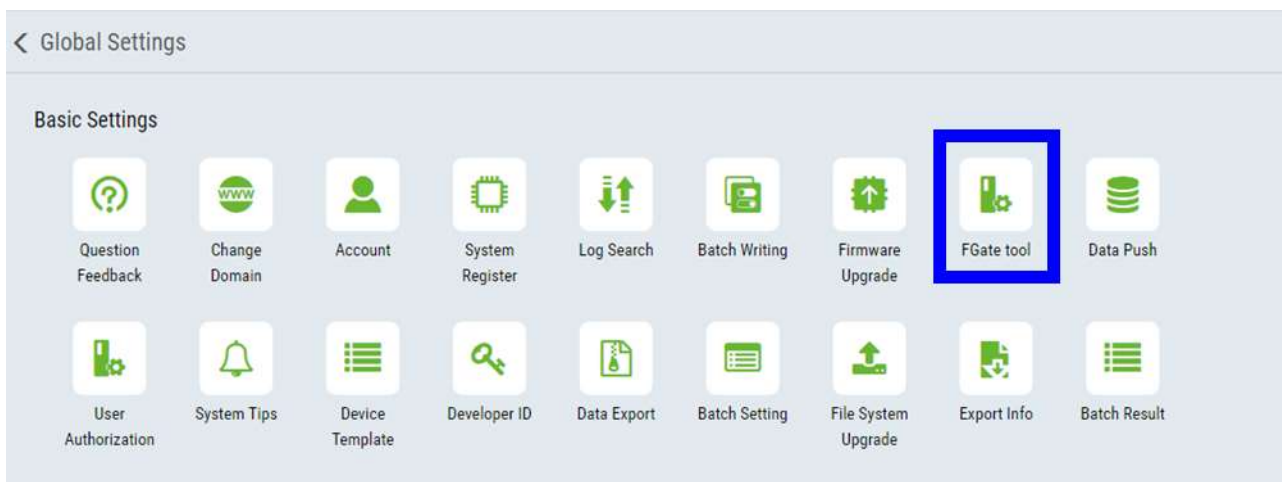 Global Settings
Basic Settings
www
Question
Feedback
Change
Domain
Account
System
Register
Log Search
Batch Writing
Firmware
Upgrade
FGate tool
Data Push
User
Authorization
System Tips
Device
Template
Developer ID
Data Export
Batch Setting
File System
Upgrade
Export Info
Batch Result